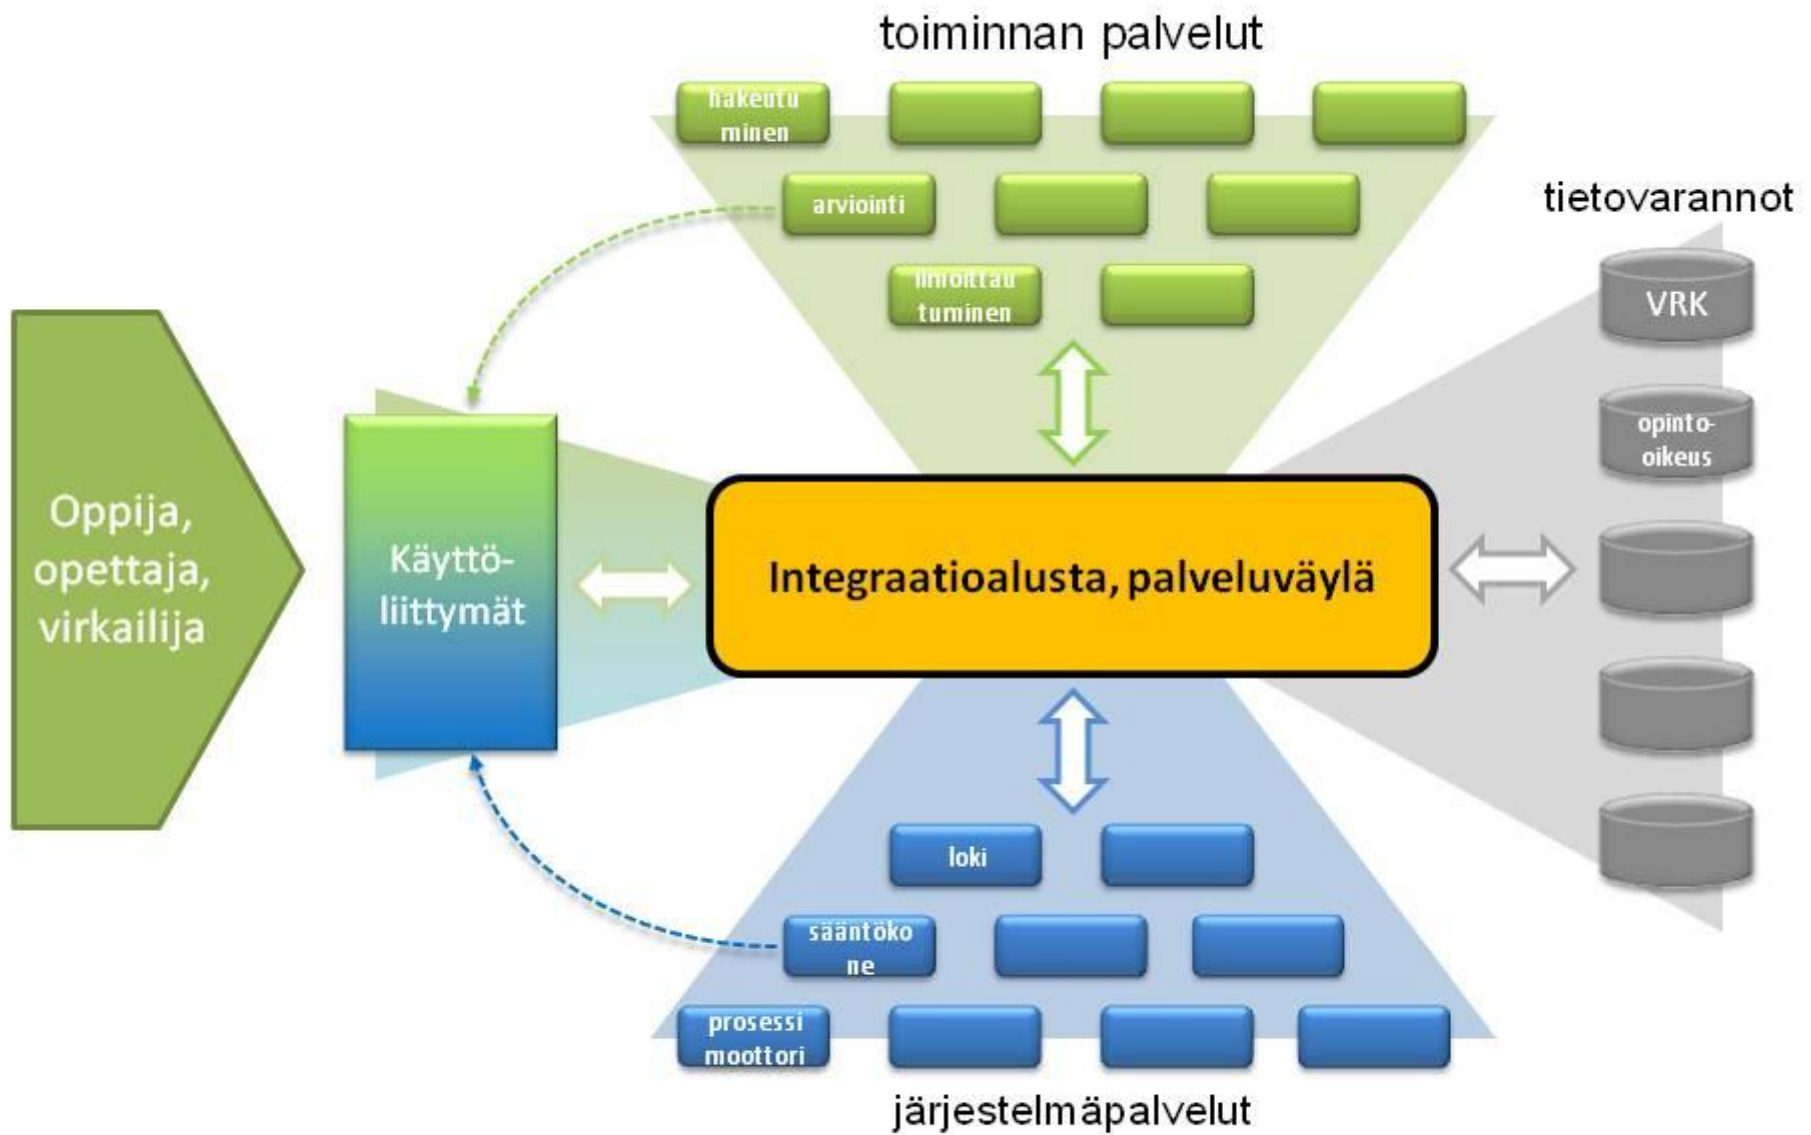 toiminnan palvelut
hakeutu
minen
arviointi
ilmoittau
tuminen
tietovarannot
VRK
opinto-
oikeus
Oppija,
opettaja,
virkailija
Käyttö-
liittymät
Integraatioalusta, palveluväylä
loki
sääntöko
ne
prosessi
moottori
järjestelmäpalvelut